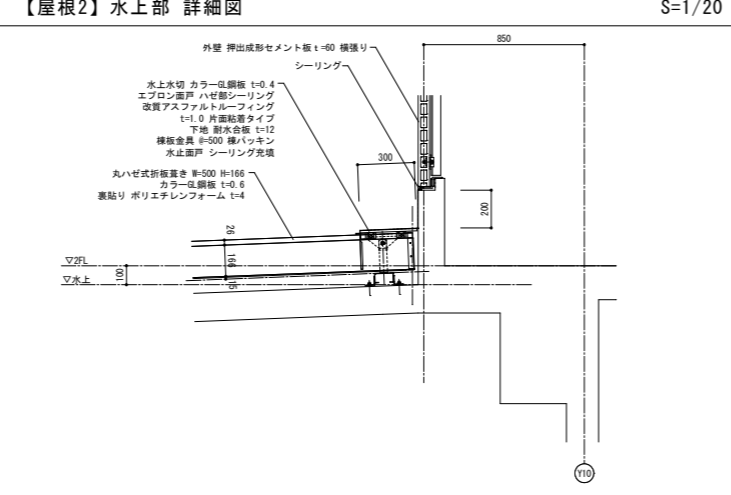 【屋根2】水上部 詳細図
S=1/20
850
外壁 押出成形セメント板 t=60 横張り
シーリング
水上水切 カラーGL鋼板 t=0.4
エプロン面戸 ハゼ部シーリング
改質アスファルトルーフィング
t=1.0 片面粘着タイプ
下地 耐水合板 t=12
棟板金具 @=500 棟パッキン
水止面戸 シーリング充填
300
丸ハゼ式折板葺き W=500 H=166
カラーGL鋼板 t=0.6
裏貼り ポリエチレンフォーム t=4
200
26
166
15
▽2FL
100
▽水上
Y10